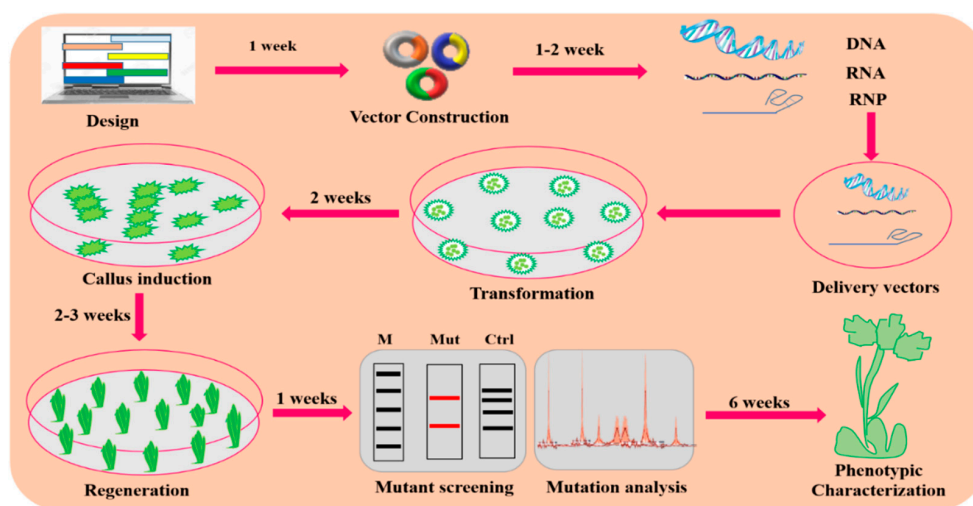 1 week
1-2 week
DNA
RNA
RNP
Design
Vector Construction
2 weeks
Callus induction
Transformation
Delivery vectors
2-3 weeks
M Mut Ctrl
1 weeks
6 weeks
Regeneration
Mutant screening
Mutation analysis
Phenotypic
Characterization